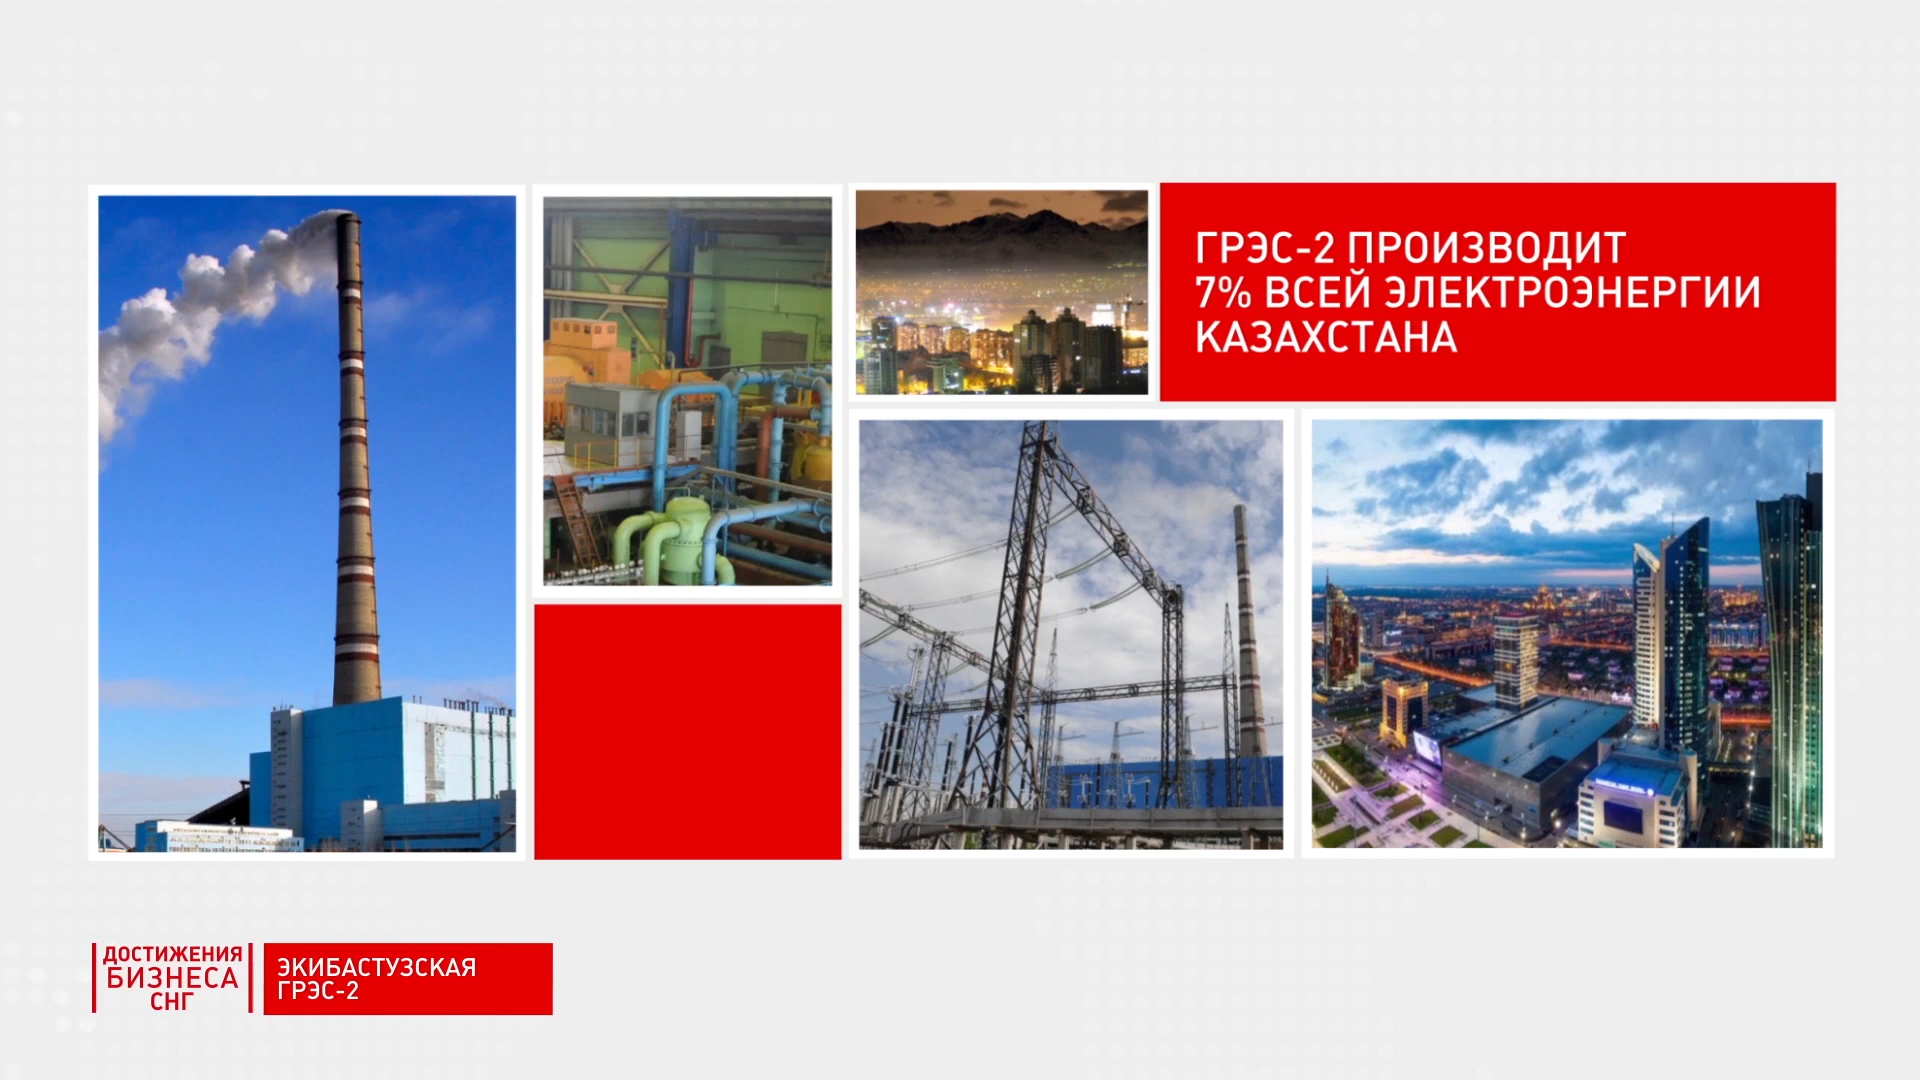 ГРЭС-2 ПРОИЗВОДИТ
7% ВСЕЙ ЭЛЕКТРОЭНЕРГИИ
КАЗАХСТАНА
ДОСТИЖЕНИЯ
БИЗНЕСА
СНГ
ЭКИБАСТУЗСКАЯ
ГРЭС-2